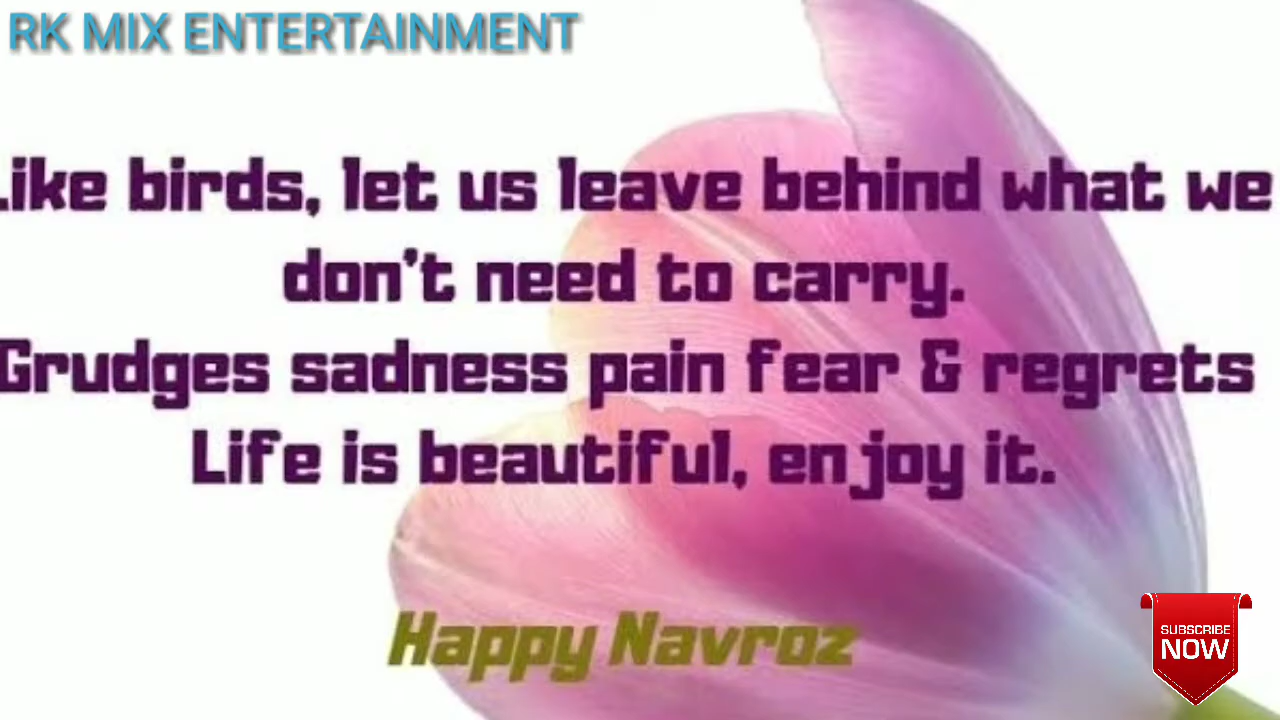 RK MIX ENTERTAINMENT
Like birds, let us leave behind what we
don't need to carry.
Grudges sadness pain fear & regrets
Life is beautiful, enjoy it.
Happy Navroz
SUBSCRIBE
NOW